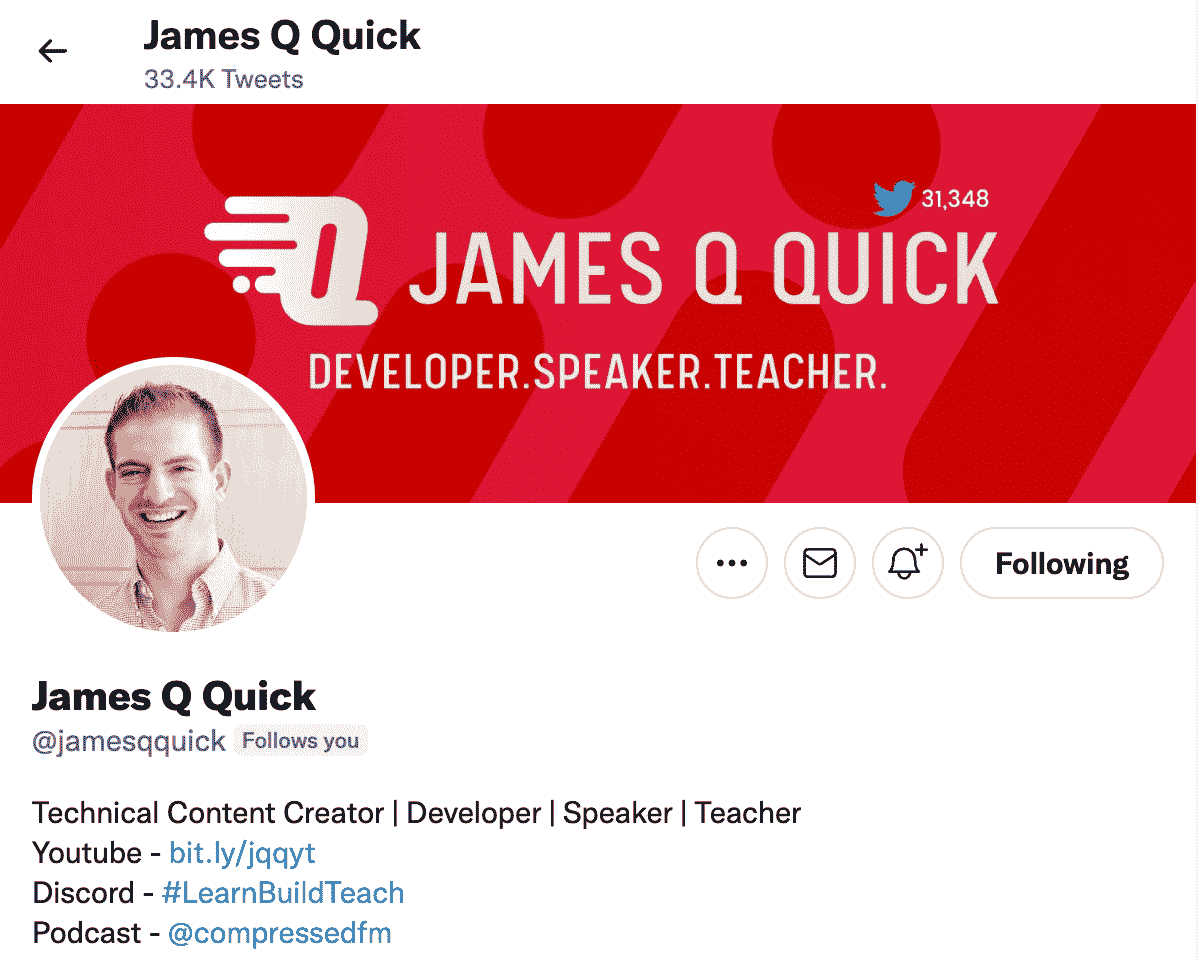 James Q Quick
33.4K Tweets
31,348
JAMES Q QUICK
DEVELOPER.SPEAKER.TEACHER.
Following
James Q Quick
@jamesqquick Follows you
Technical Content Creator | Developer | Speaker | Teacher
Youtube - bit.ly/jqqyt
Discord - #LearnBuildTeach
Podcast - @compressedfm